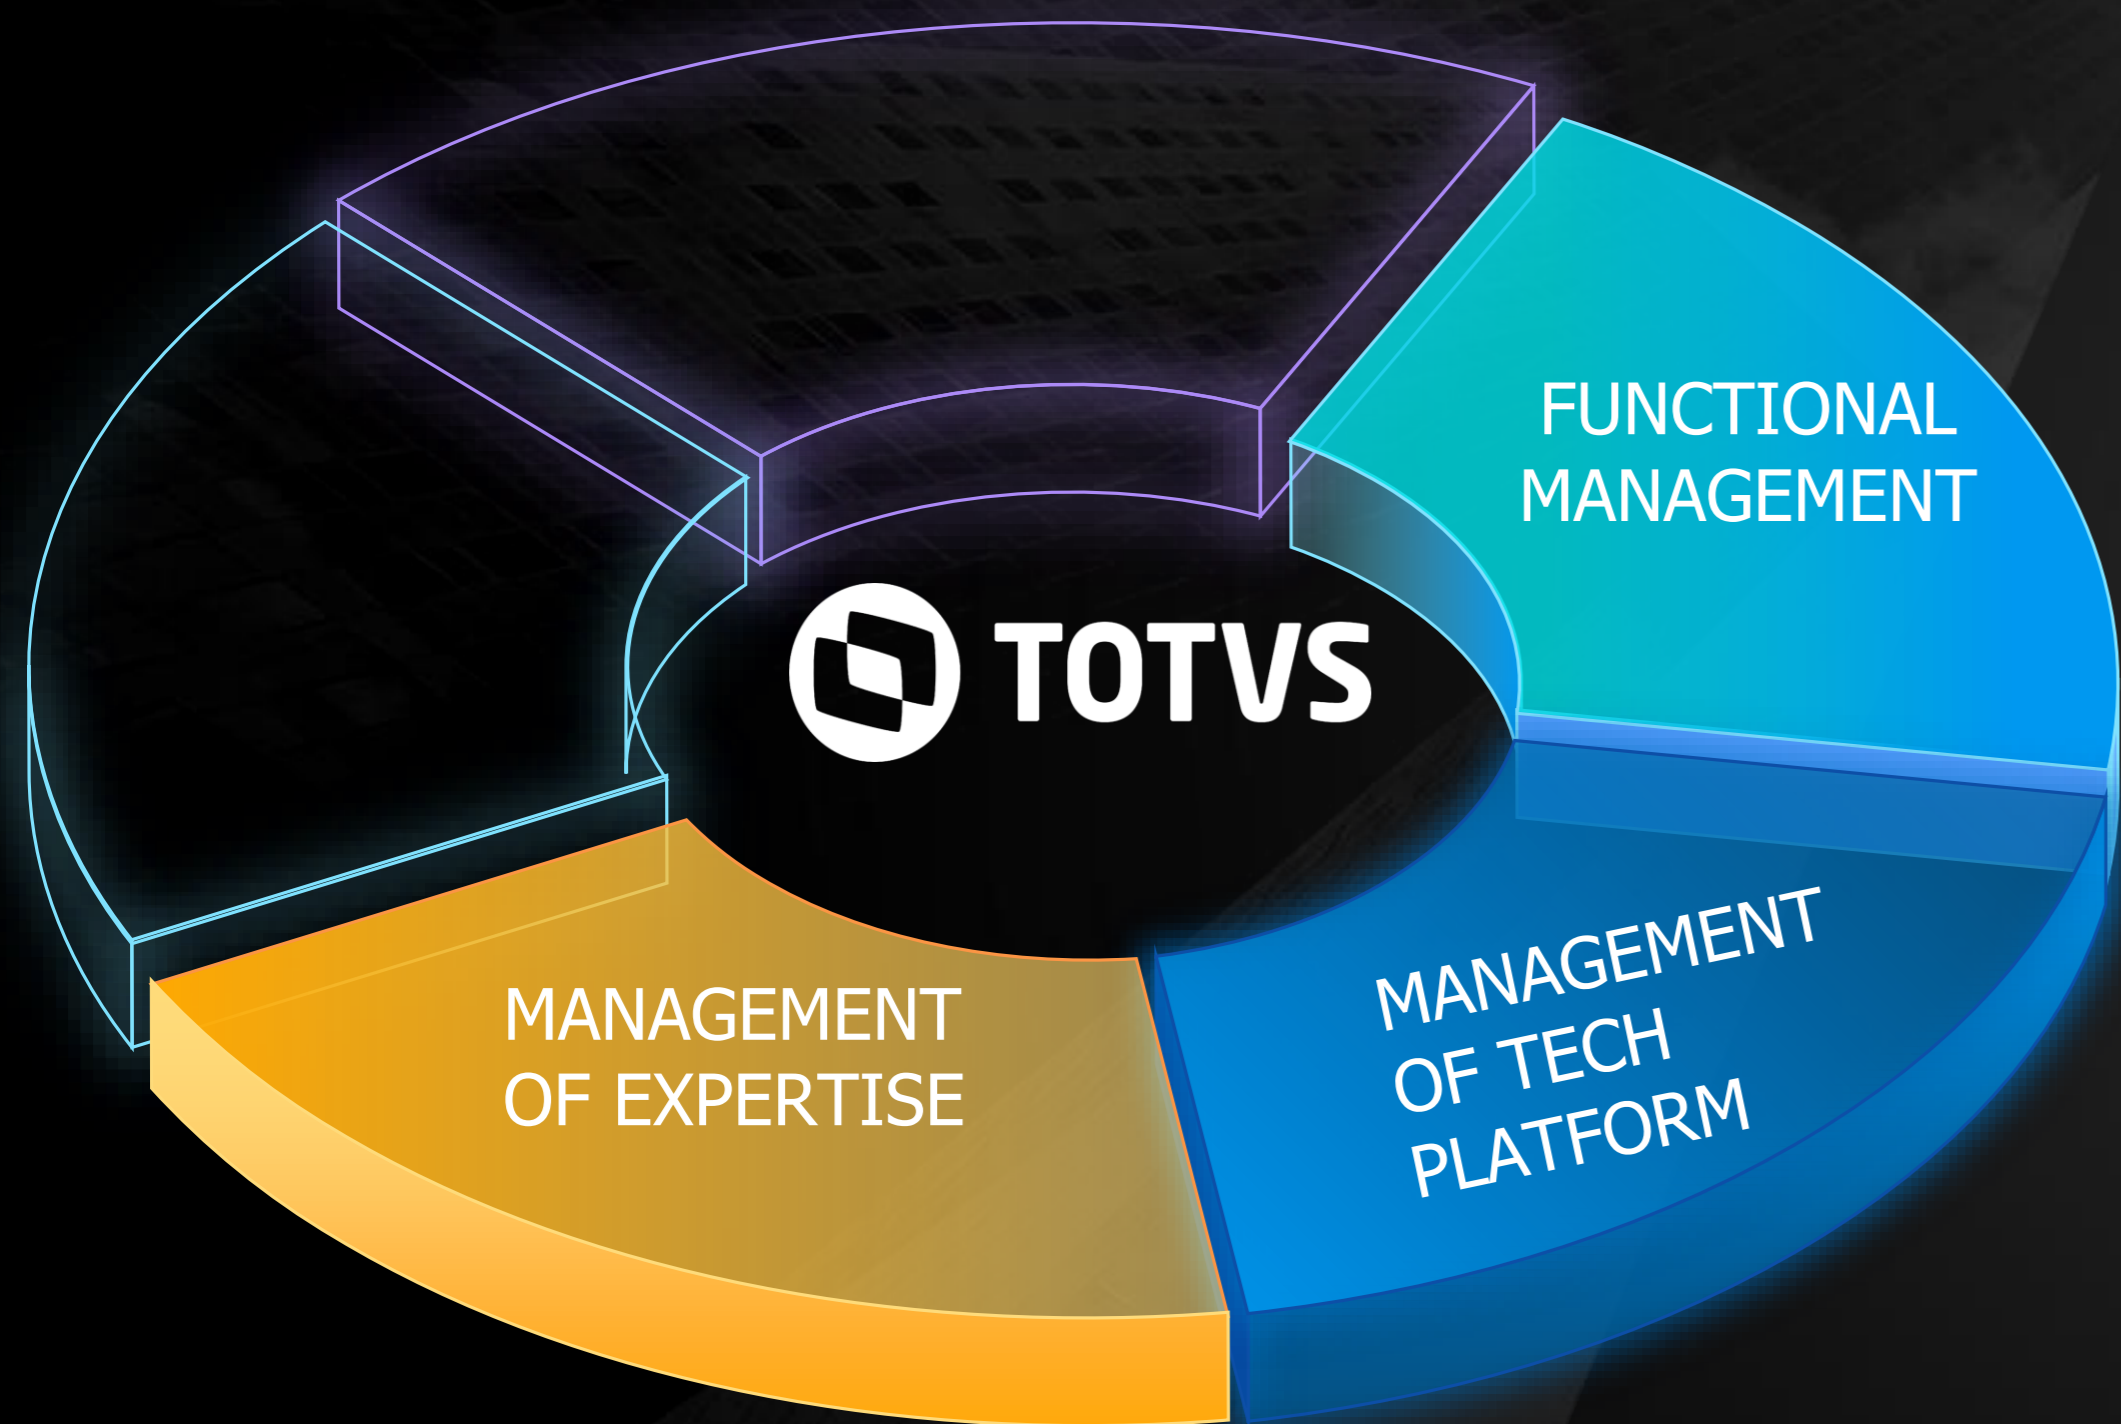 FUNCTIONAL
MANAGEMENT
TOTVS
MANAGEMENT
OF TECH
PLATFORM
MANAGEMENT
OF EXPERTISE